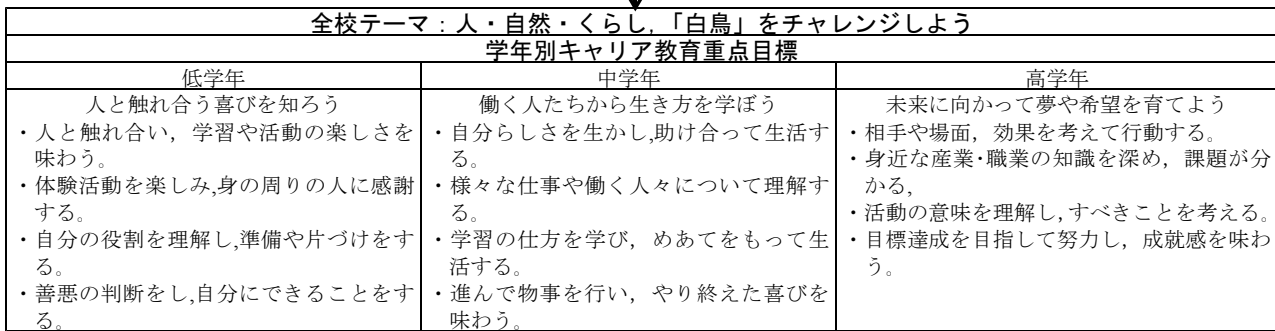 全校テーマ：人・自然・くらし,「白鳥」をチャレンジしよう
学年別キャリア教育重点目標
低学年
人と触れ合う喜びを知ろう
・人と触れ合い，学習や活動の楽しさを
味わう。
・体験活動を楽しみ,身の周りの人に感謝
する。
・自分の役割を理解し,準備や片づけをす
る。
・善悪の判断をし,自分にできることをす
る。
中学年
働く人たちから生き方を学ぼう
・自分らしさを生かし,助け合って生活す
る。
・様々な仕事や働く人々について理解す
る。
・学習の仕方を学び，めあてをもって生
活する。
・進んで物事を行い，やり終えた喜びを
味わう。
高学年
未来に向かって夢や希望を育てよう
・相手や場面，効果を考えて行動する。
・身近な産業･職業の知識を深め，課題が分
かる,
・活動の意味を理解し,すべきことを考える。
・目標達成を目指して努力し，成就感を味わ
う。